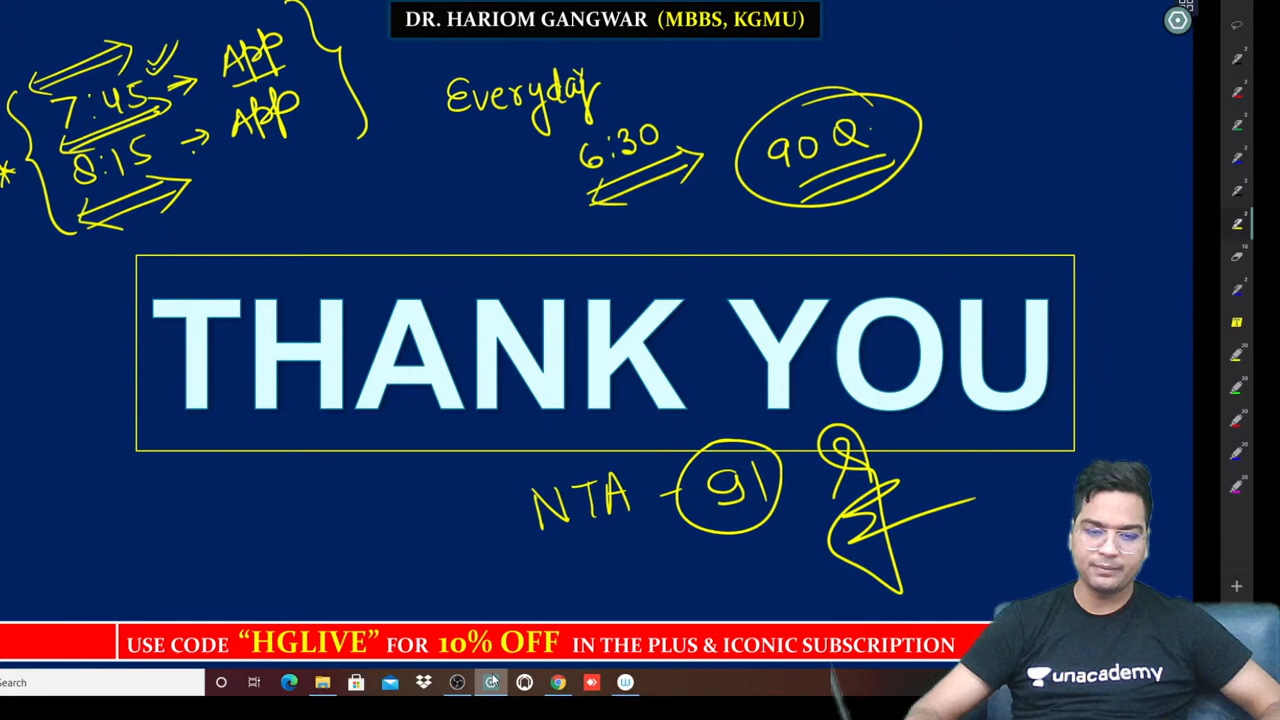 DR. HARIOM GANGWAR (MBBS, KGMU)
7:45 → App
8:15 → App
Everyday
6:30
90 Q.
THANK YOU
NTA - 91
USE CODE “HGLIVE” FOR 10% OFF IN THE PLUS & ICONIC SUBSCRIPTION
unacademy
Search